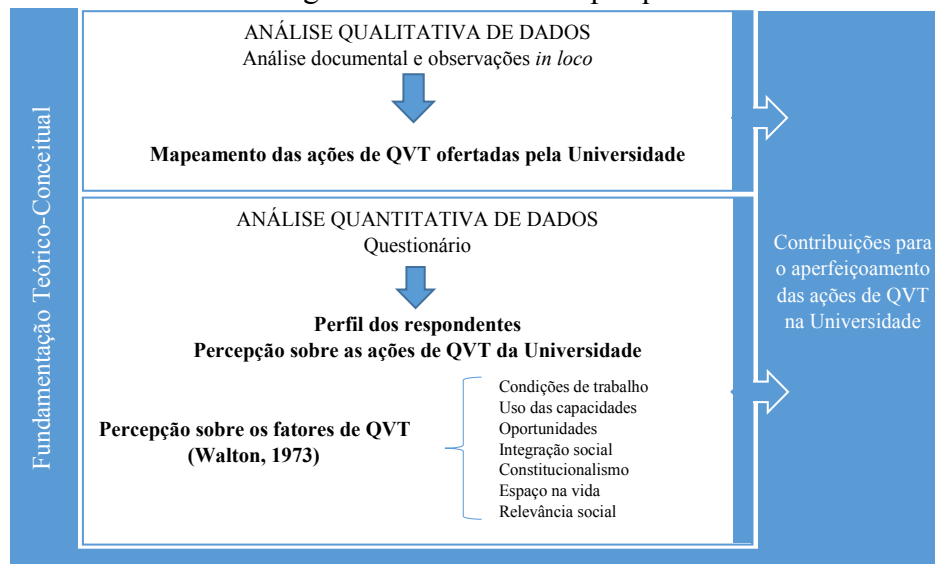 Fundamentação Teórico-Conceitual
ANÁLISE QUALITATIVA DE DADOS
Análise documental e observações in loco
Mapeamento das ações de QVT ofertadas pela Universidade
ANÁLISE QUANTITATIVA DE DADOS
Questionário
Perfil dos respondentes
Percepção sobre as ações de QVT da Universidade
Percepção sobre os fatores de QVT
(Walton, 1973)
Condições de trabalho
Uso das capacidades
Oportunidades
Integração social
Constitucionalismo
Espaço na vida
Relevância social
Contribuições para
o aperfeiçoamento
das ações de QVT
na Universidade